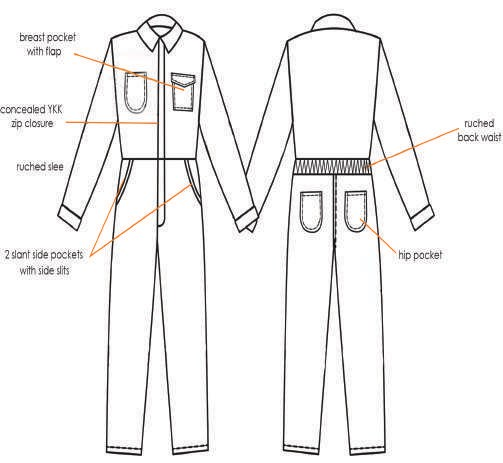 breast pocket
with flap
concealed YKK
zip closure
ruched slee
2 slant side pockets
with side slits
ruched
back waist
hip pocket